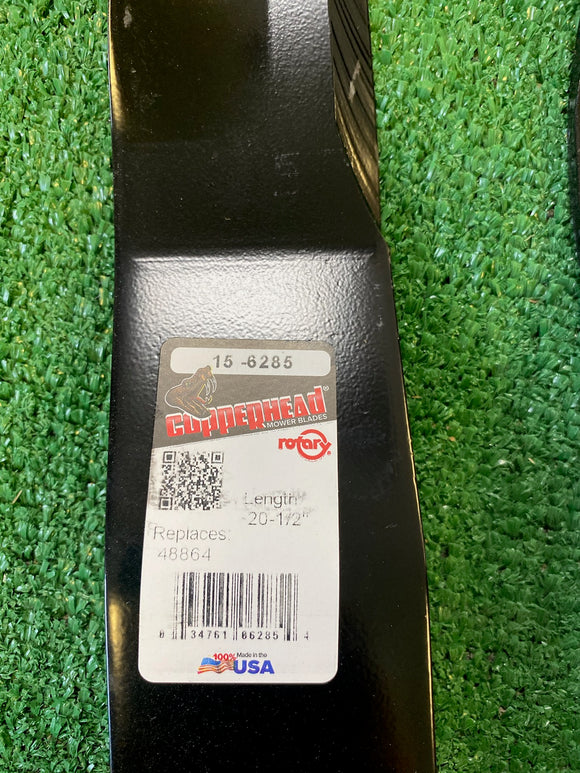 15 -6285
COPPERHEAD®
MOWER BLADES
rotary®
Length
20-1/2"
Replaces:
48864
0 34761 06285 4
100% Made in the
USA